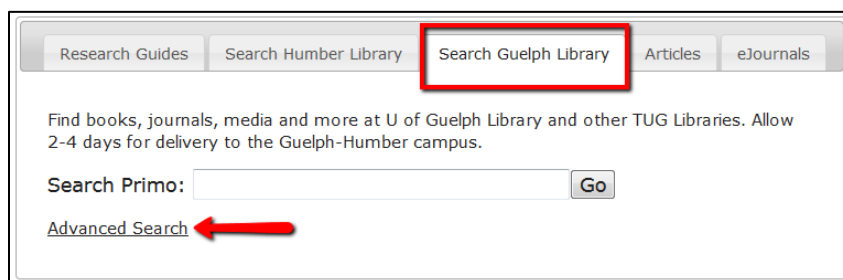 Research Guides Search Humber Library Search Guelph Library Articles eJournals
Find books, journals, media and more at U of Guelph Library and other TUG Libraries. Allow
2-4 days for delivery to the Guelph-Humber campus.
Search Primo: Go
Advanced Search